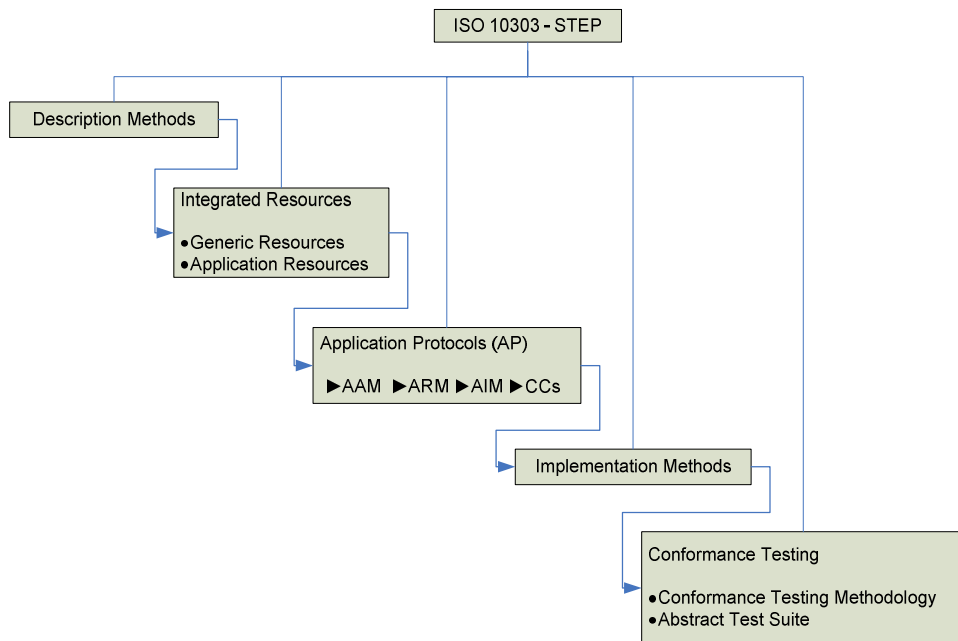 ISO 10303 - STEP
Description Methods
Integrated Resources
●Generic Resources
●Application Resources
Application Protocols (AP)
►AAM ►ARM ►AIM ►CCs
Implementation Methods
Conformance Testing
●Conformance Testing Methodology
●Abstract Test Suite